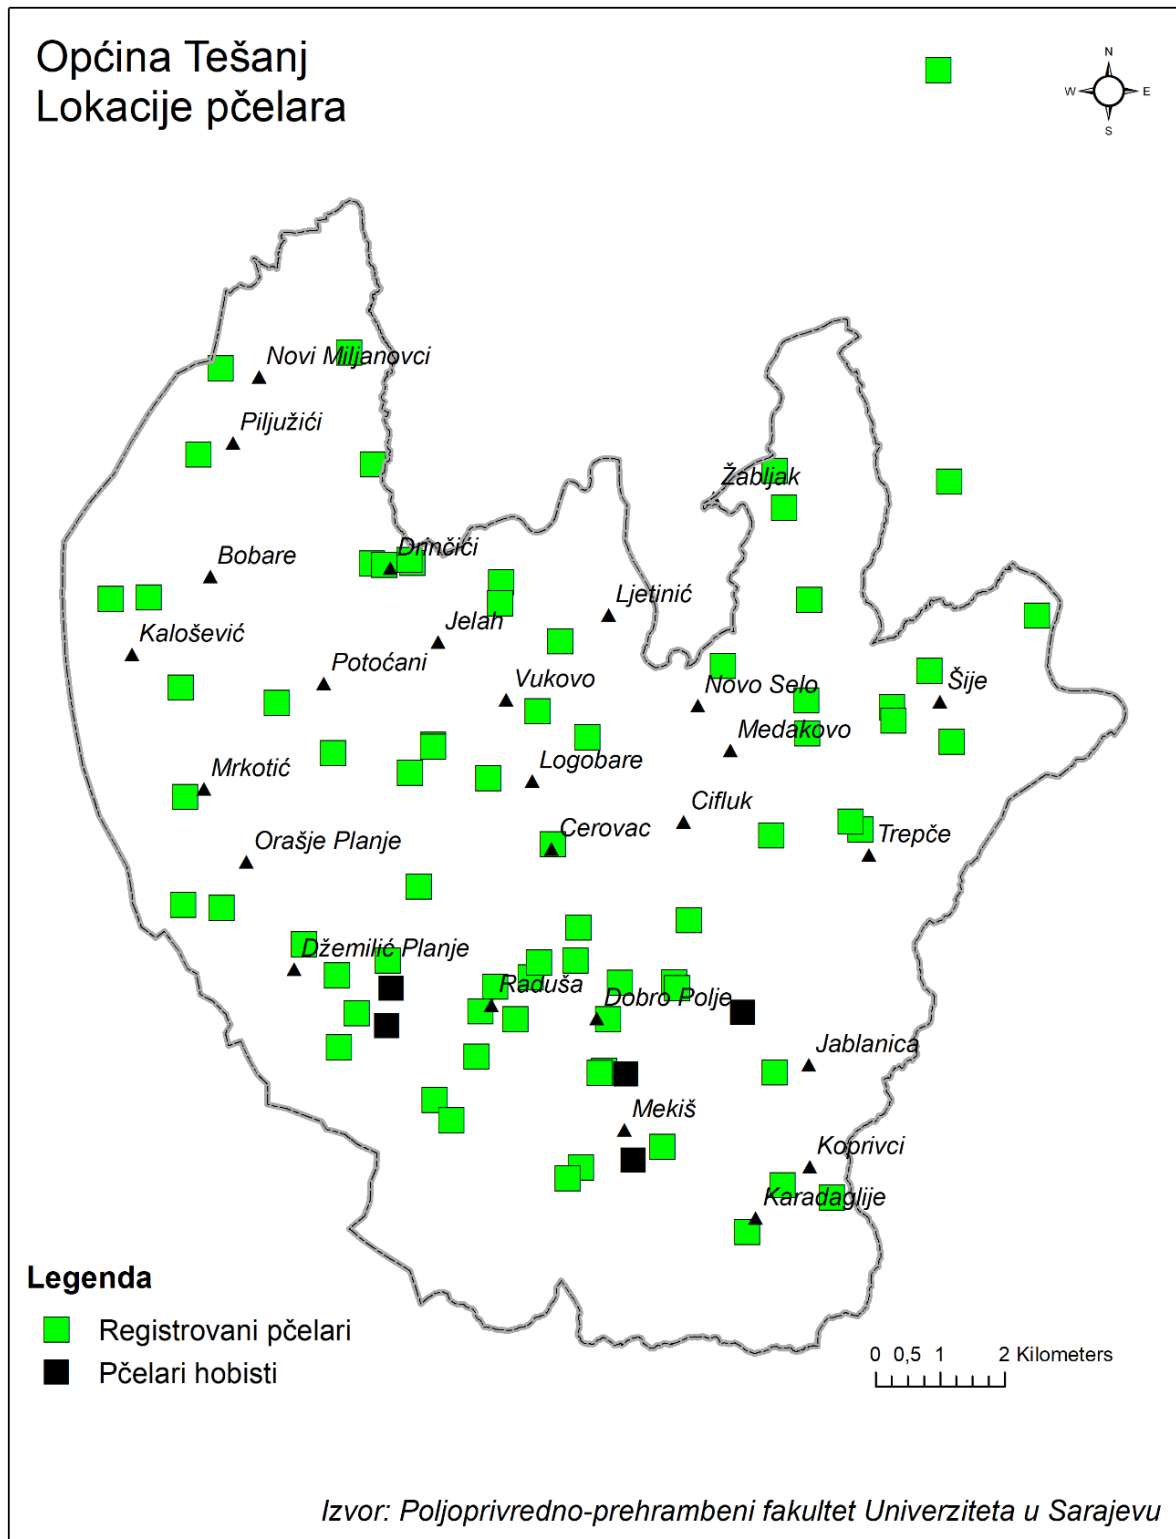 Općina Tešanj
Lokacije pčelara
N
W
E
S
Novi Miljanovci
Piljužići
Žabljak
Drinčići
Bobare
Ljetinić
Jelah
Kalošević
Potoćani
Vukovo
Novo Selo
Šije
Medakovo
Logobare
Mrkotić
Cifluk
Cerovac
Trepče
Orašje Planje
Džemilić Planje
Raduša
Dobro Polje
Jablanica
Mekiš
Koprivci
Karadaglije
Legenda
Registrovani pčelari
Pčelari hobisti
0 0,5 1 2 Kilometers
Izvor: Poljoprivredno-prehrambeni fakultet Univerziteta u Sarajevu